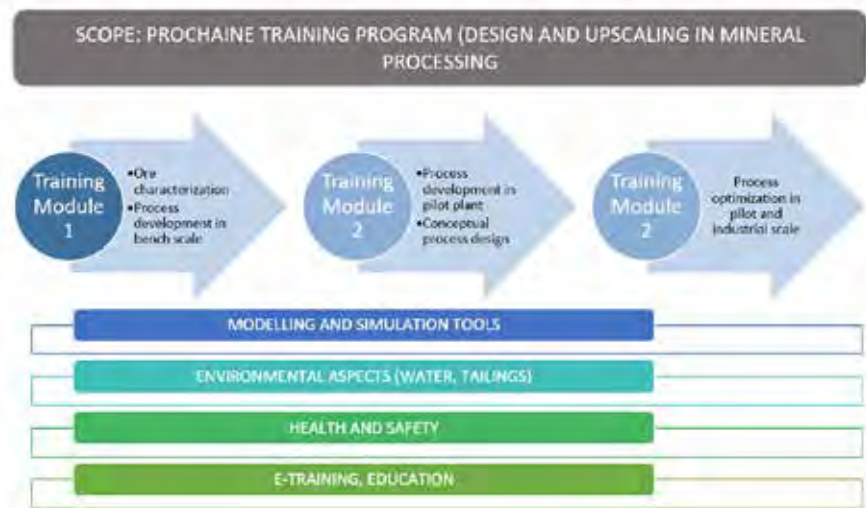 SCOPE: PROCHAINE TRAINING PROGRAM (DESIGN AND UPSCALING IN MINERAL
PROCESSING
Training
Module
1
•Ore
characterization
•Process
development in
bench scale
Training
Module
2
•Process
development in
pilot plant
•Conceptual
process design
Training
Module
2
Process
optimization in
pilot and
industrial scale
MODELLING AND SIMULATION TOOLS
ENVIRONMENTAL ASPECTS (WATER, TAILINGS)
HEALTH AND SAFETY
E-TRAINING, EDUCATION